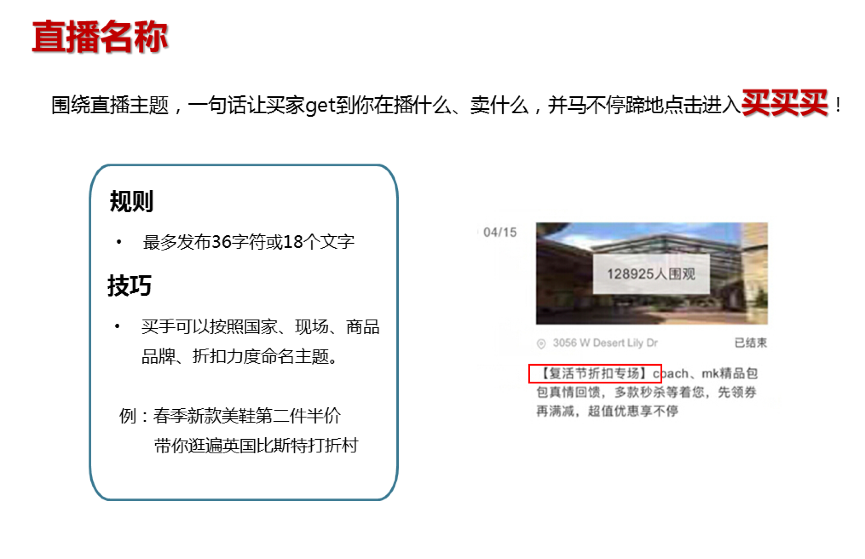 直播名称
围绕直播主题，一句话让买家get到你在播什么、卖什么，并马不停蹄地点击进入买买买！
规则
• 最多发布36字符或18个文字
技巧
• 买手可以按照国家、现场、商品
品牌、折扣力度命名主题。
例：春季新款美鞋第二件半价
带你逛遍英国比斯特打折村
04/15
128925人围观
3056 W Desert Lily Dr
已结束
【复活节折扣专场】coach、mk精品包
包真情回馈，多款秒杀等着您，先领券
再满减，超值优惠享不停